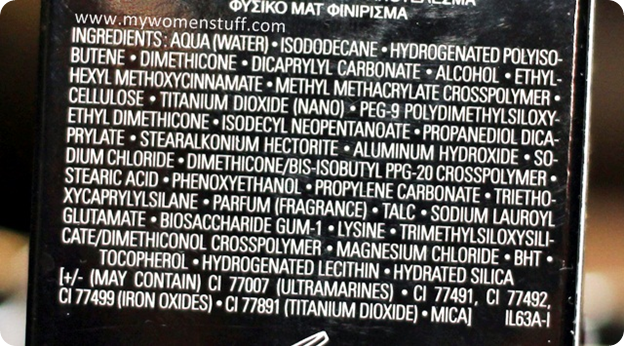 ΦΥΣΙΚΟ ΜΑΤ ΦΙΝΙΡΙΣΜΑ
www.mywomenstuff.com
INGREDIENTS: AQUA (WATER) • ISODODECANE • HYDROGENATED POLYISO-
BUTENE • DIMETHICONE • DICAPRYLYL CARBONATE • ALCOHOL • ETHYL-
HEXYL METHOXYCINNAMATE • METHYL METHACRYLATE CROSSPOLYMER •
CELLULOSE • TITANIUM DIOXIDE (NANO) • PEG-9 POLYDIMETHYLSILOXY-
ETHYL DIMETHICONE • ISODECYL NEOPENTANOATE • PROPANEDIOL DICA-
PRYLATE • STEARALKONIUM HECTORITE • ALUMINUM HYDROXIDE • SO-
DIUM CHLORIDE • DIMETHICONE/BIS-ISOBUTYL PPG-20 CROSSPOLYMER •
STEARIC ACID • PHENOXYETHANOL • PROPYLENE CARBONATE • TRIETHO-
XYCAPRYLYLSILANE • PARFUM (FRAGRANCE) • TALC • SODIUM LAUROYL
GLUTAMATE • BIOSACCHARIDE GUM-1 • LYSINE • TRIMETHYLSILOXYSILI-
CATE/DIMETHICONOL CROSSPOLYMER • MAGNESIUM CHLORIDE • BHT •
TOCOPHEROL • HYDROGENATED LECITHIN • HYDRATED SILICA
[+/- (MAY CONTAIN) CI 77007 (ULTRAMARINES) • CI 77491, CI 77492,
CI 77499 (IRON OXIDES) • CI 77891 (TITANIUM DIOXIDE) • MICA] IL63A-I